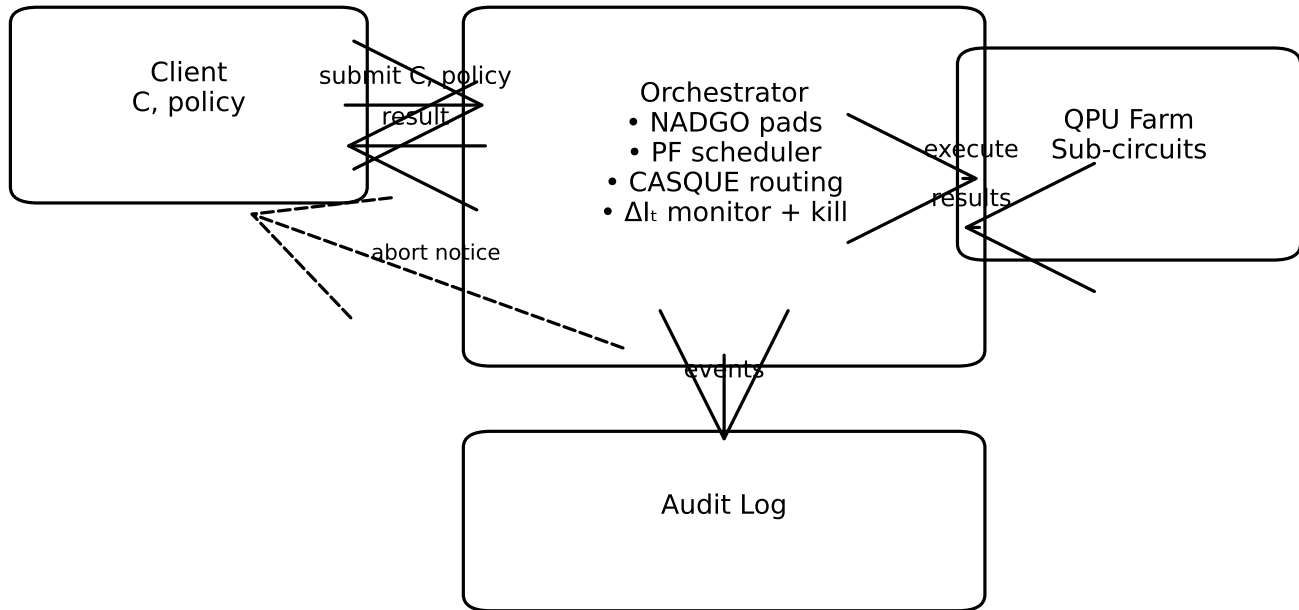 Client
C, policy
submit C, policy
result
Orchestrator
• NADGO pads
• PF scheduler
• CASQUE routing
• ΔIₜ monitor + kill
execute
results
QPU Farm
Sub-circuits
abort notice
events
Audit Log